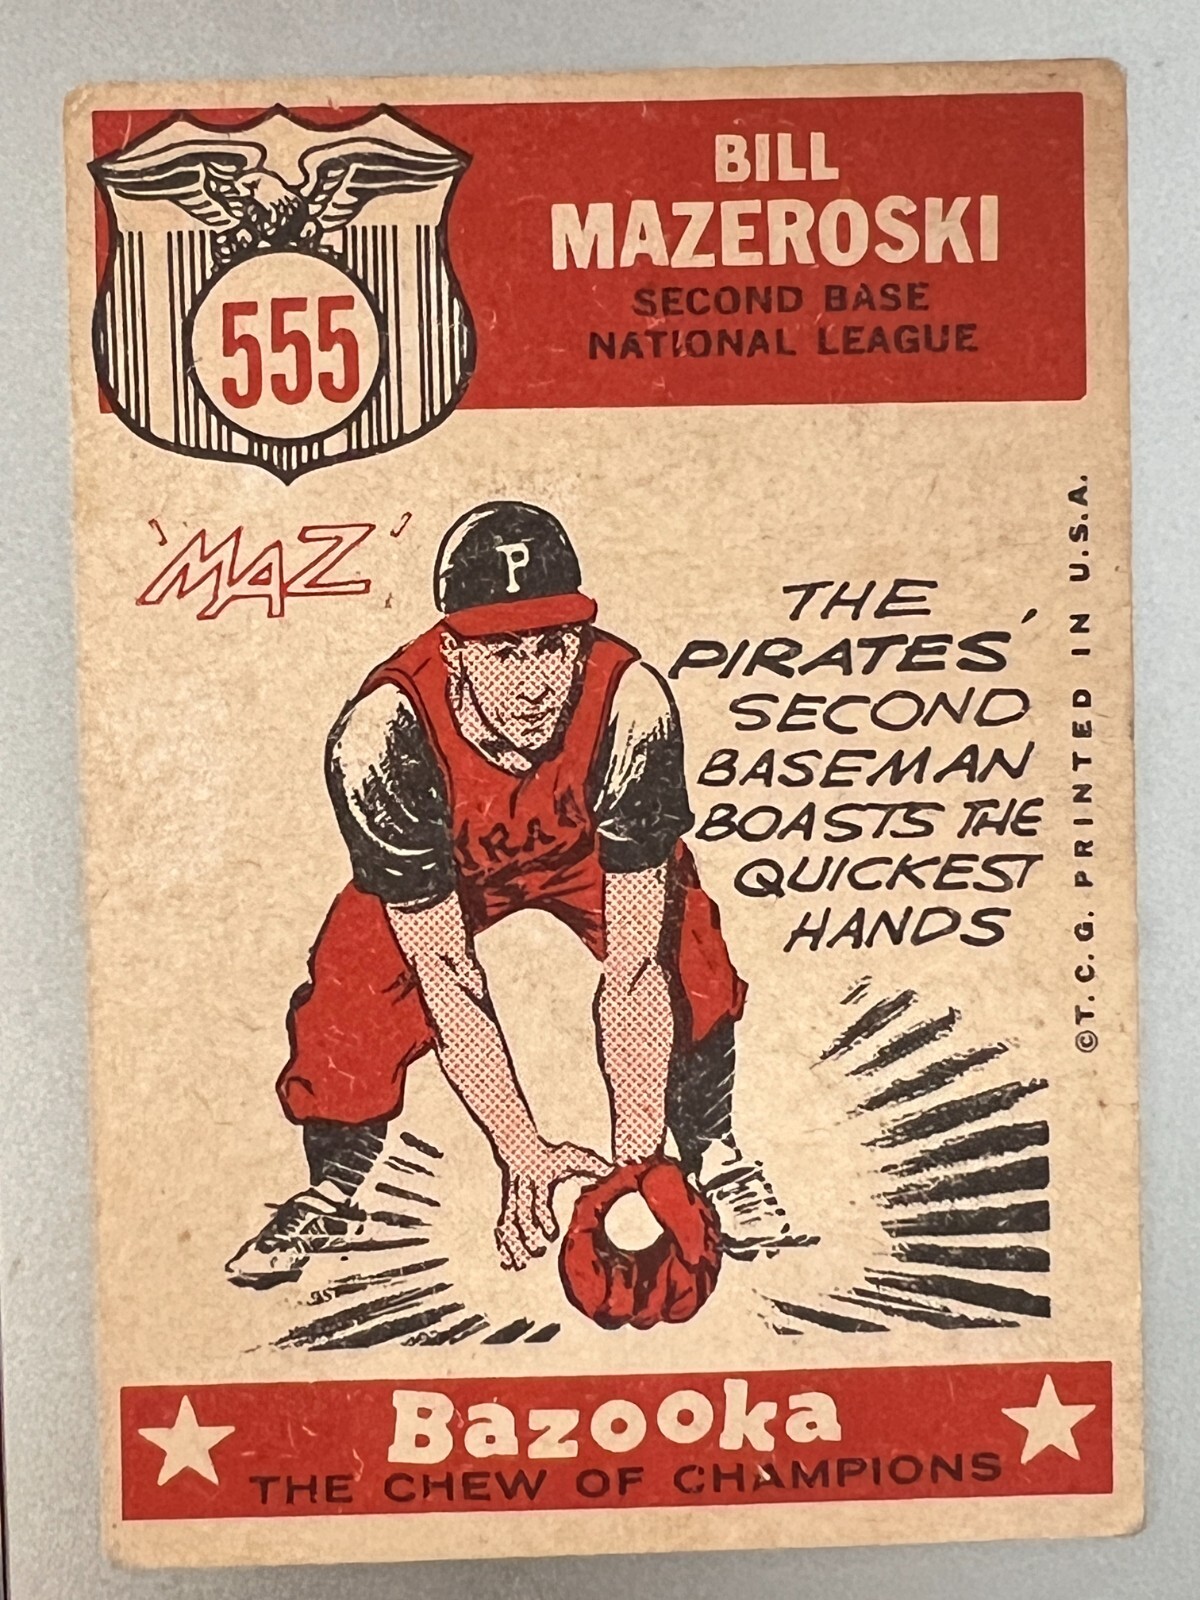 555
BILL
MAZEROSKI
SECOND BASE
NATIONAL LEAGUE
'MAZ'
P
THE
PIRATES'
SECOND
BASEMAN
BOASTS THE
QUICKEST
HANDS
IRAT
©T.C.G. PRINTED IN U.S.A.
Bazooka
THE CHEW OF CHAMPIONS